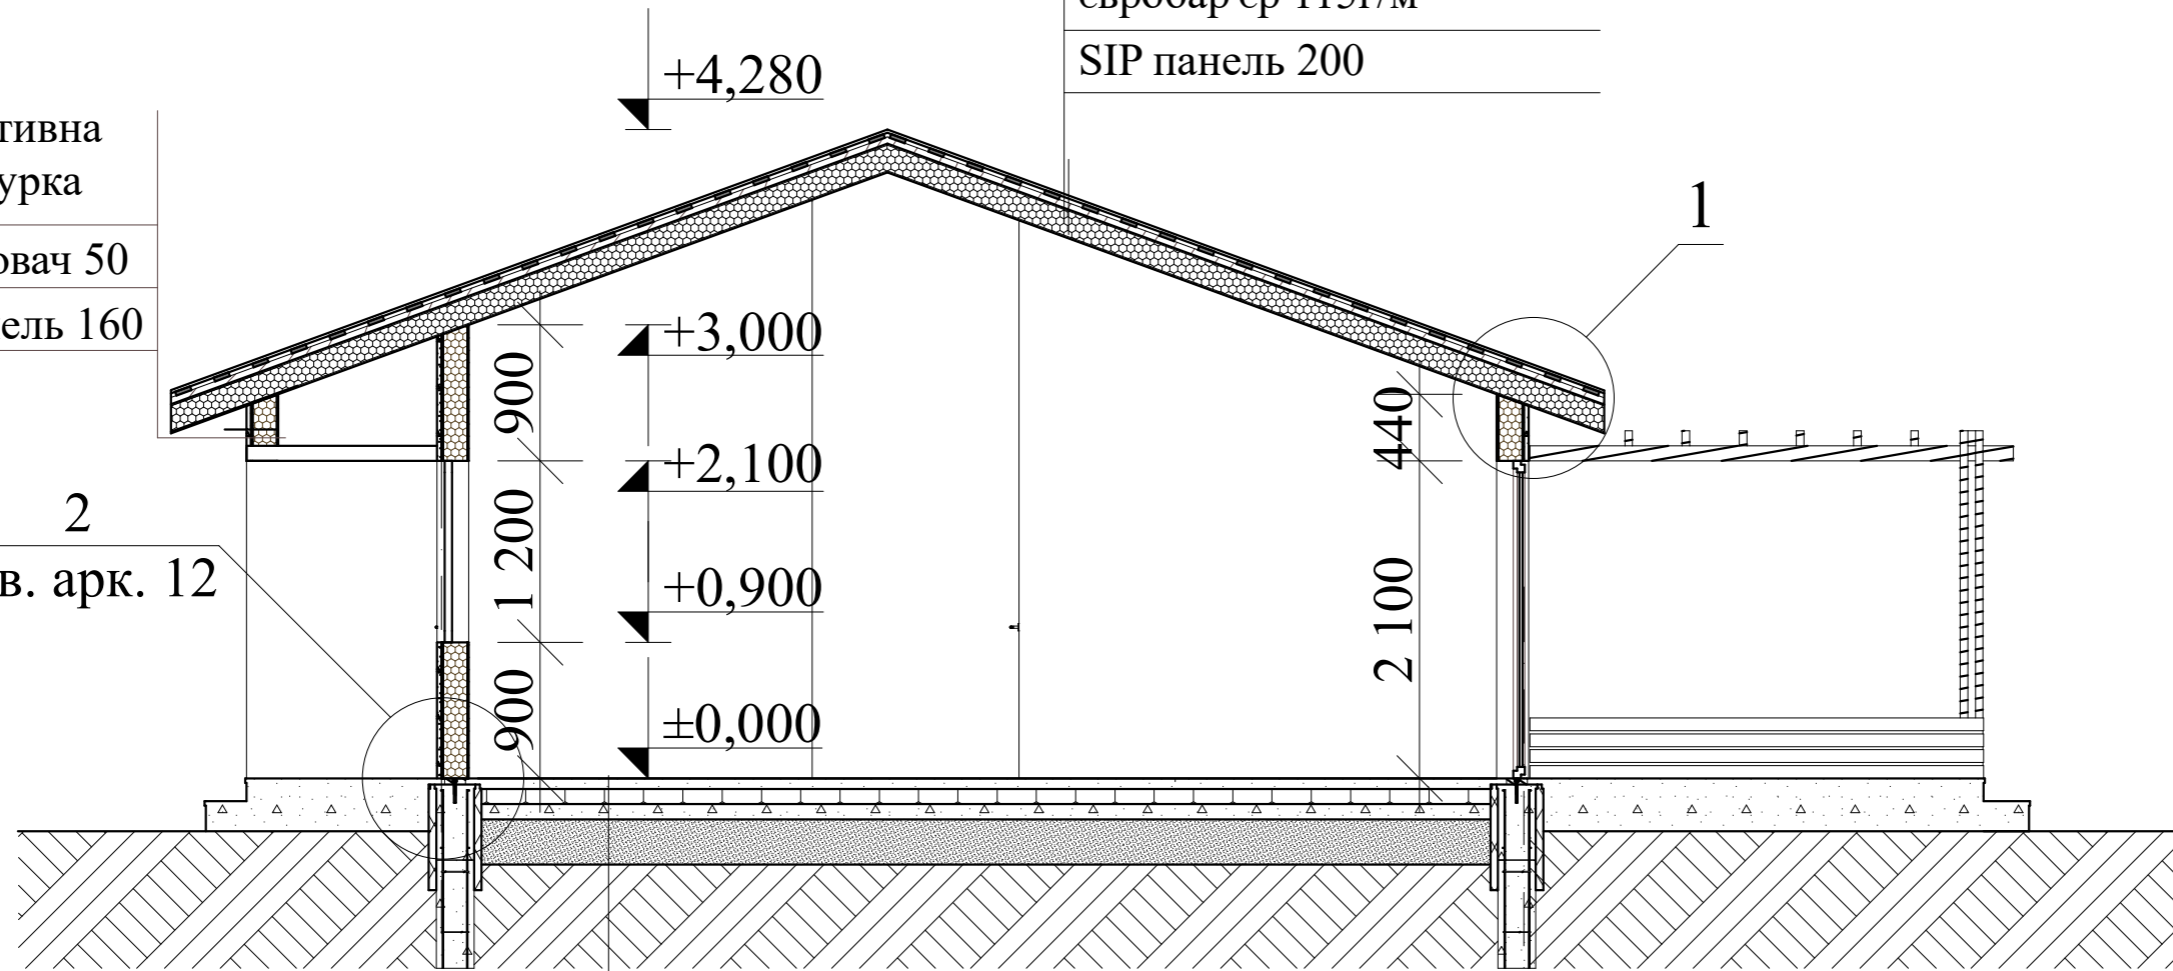 SIP панель 200
+4,280
тивна
урка
овач 50
ель 160
1
+3,000
900
440
+2,100
2
в. арк. 12
1 200
+0,900
2 100
900
±0,000